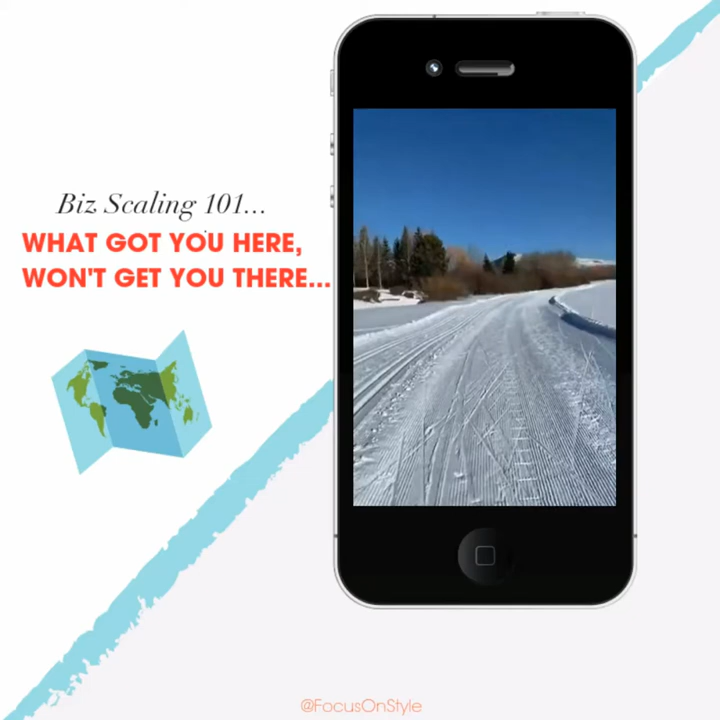 Biz Scaling 101...
WHAT GOT YOU HERE,
WON'T GET YOU THERE...
@FocusOnStyle